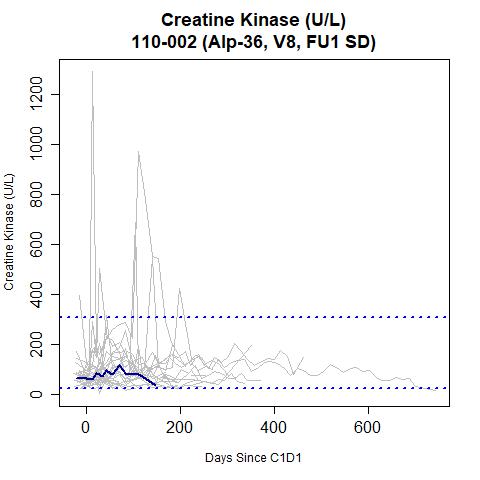 Creatine Kinase (U/L)
110-002 (Alp-36, V8, FU1 SD)
Creatine Kinase (U/L)
1200
1000
800
600
400
200
0
0 200 400 600
Days Since C1D1